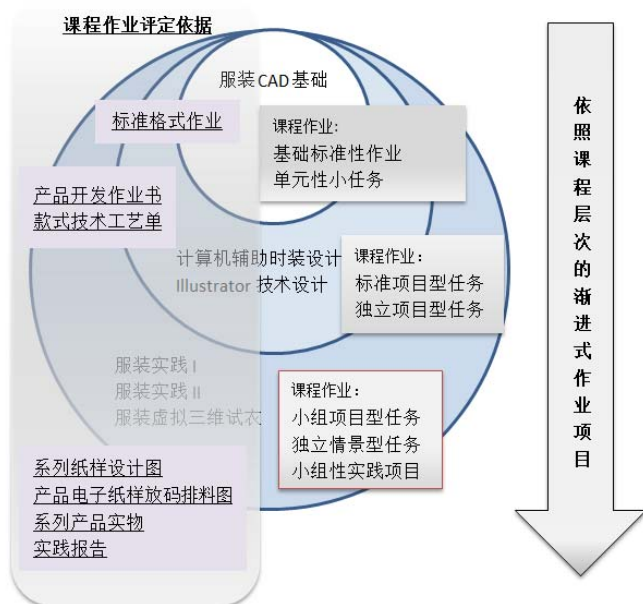 课程作业评定依据
服装CAD基础
标准格式作业
课程作业：
基础标准性作业
单元性小任务
产品开发作业书
款式技术工艺单
计算机辅助时装设计
Illustrator 技术设计
课程作业：
标准项目型任务
独立项目型任务
服装实践 I
服装实践 II
服装虚拟三维试衣
课程作业：
小组项目型任务
独立情景型任务
小组性实践项目
系列纸样设计图
产品电子纸样放码排料图
系列产品实物
实践报告
依照课程层次的渐进式作业项目